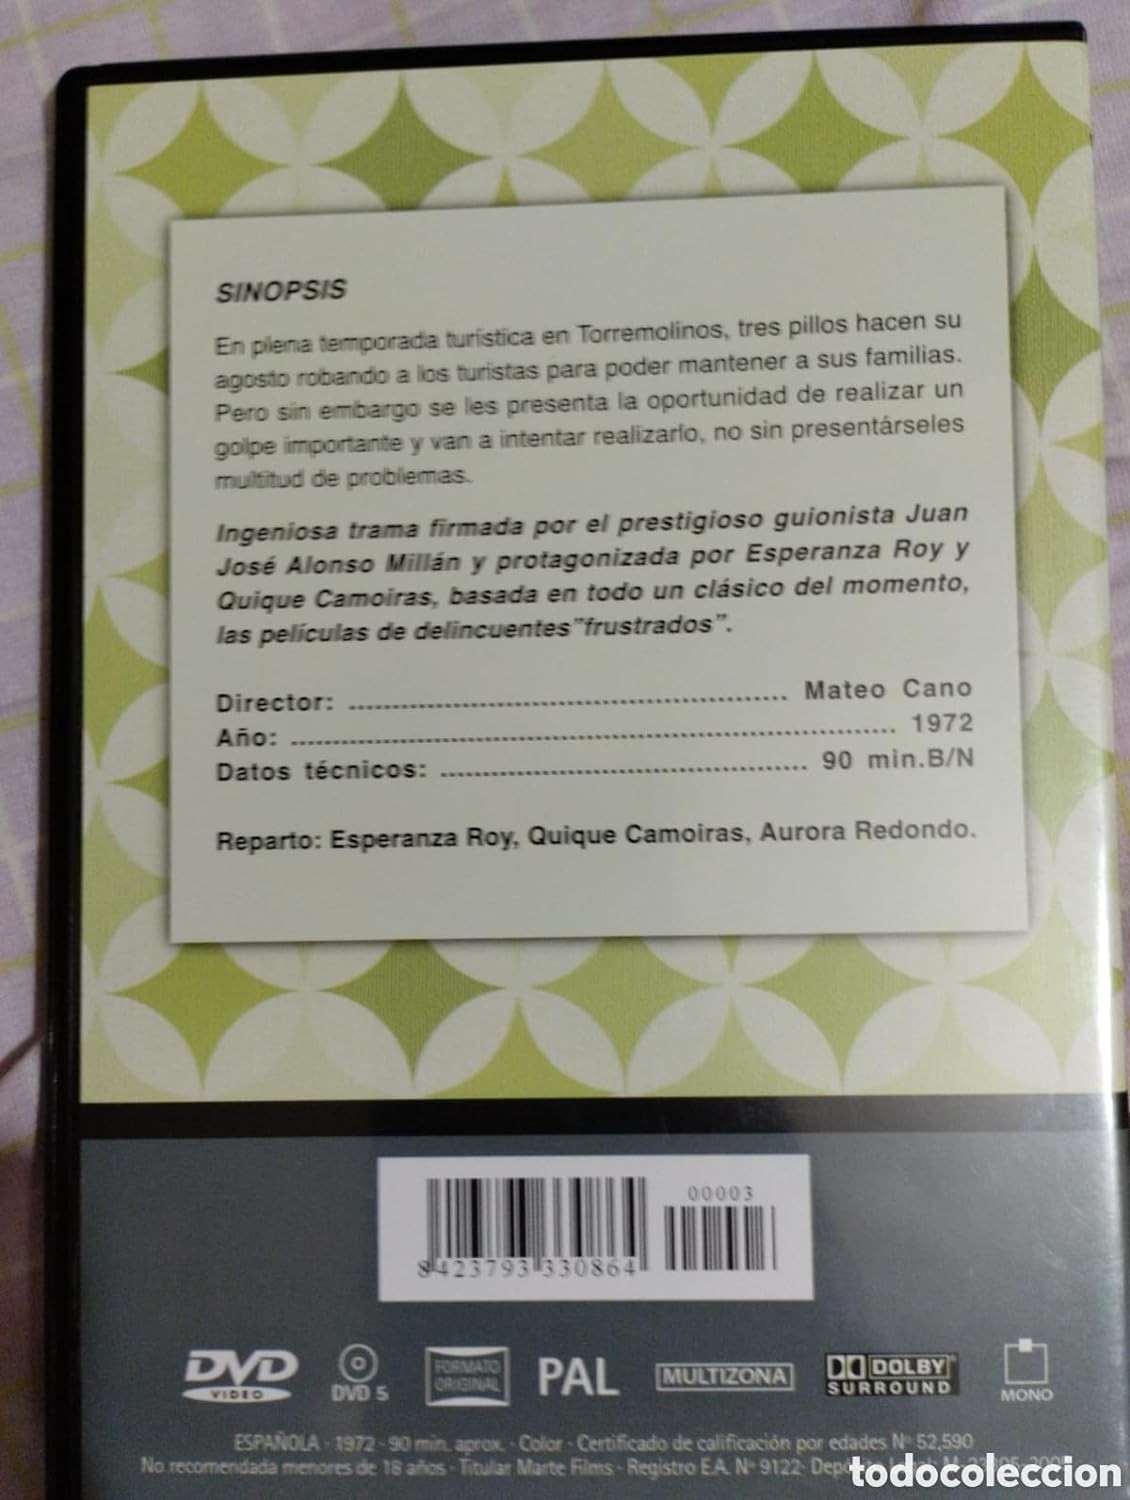 SINOPSIS
En plena temporada turística en Torremolinos, tres pillos hacen su
agosto robando a los turistas para poder mantener a sus familias.
Pero sin embargo se les presenta la oportunidad de realizar un
golpe importante y van a intentar realizarlo, no sin presentárseles
multitud de problemas.
Ingeniosa trama firmada por el prestigioso guionista Juan
José Alonso Millán y protagonizada por Esperanza Roy y
Quique Camoiras, basada en todo un clásico del momento,
las películas de delincuentes"frustrados".
Director: ........................................................ Mateo Cano
Año: ........................................................................ 1972
Datos técnicos: ............................................ 90 min.B/N
Reparto: Esperanza Roy, Quique Camoiras, Aurora Redondo.
00003
8 423793 330864
DVD VIDEO
DVD 5
FORMATO ORIGINAL
PAL
MULTIZONA
DOLBY SURROUND
MONO
ESPAÑOLA - 1972 - 90 min. aprox. - Color - Certificado de calificación por edades Nº 52,590
No recomendada menores de 18 años - Titular Marte Films - Registro E.A. Nº 9122-
todocoleccion